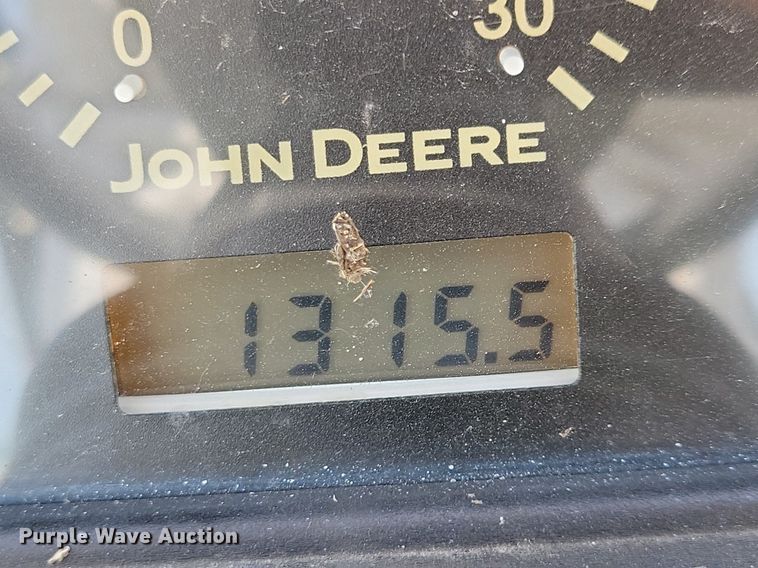 0 30
JOHN DEERE
1315.5
Purple Wave Auction